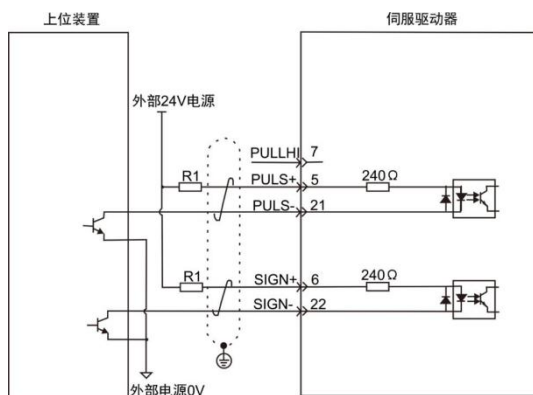 上位装置
伺服驱动器
外部24V电源
PULLHI 7
R1 PULS+ 5 240Ω
PULS- 21
R1 SIGN+ 6 240Ω
SIGN- 22
外部电源0V